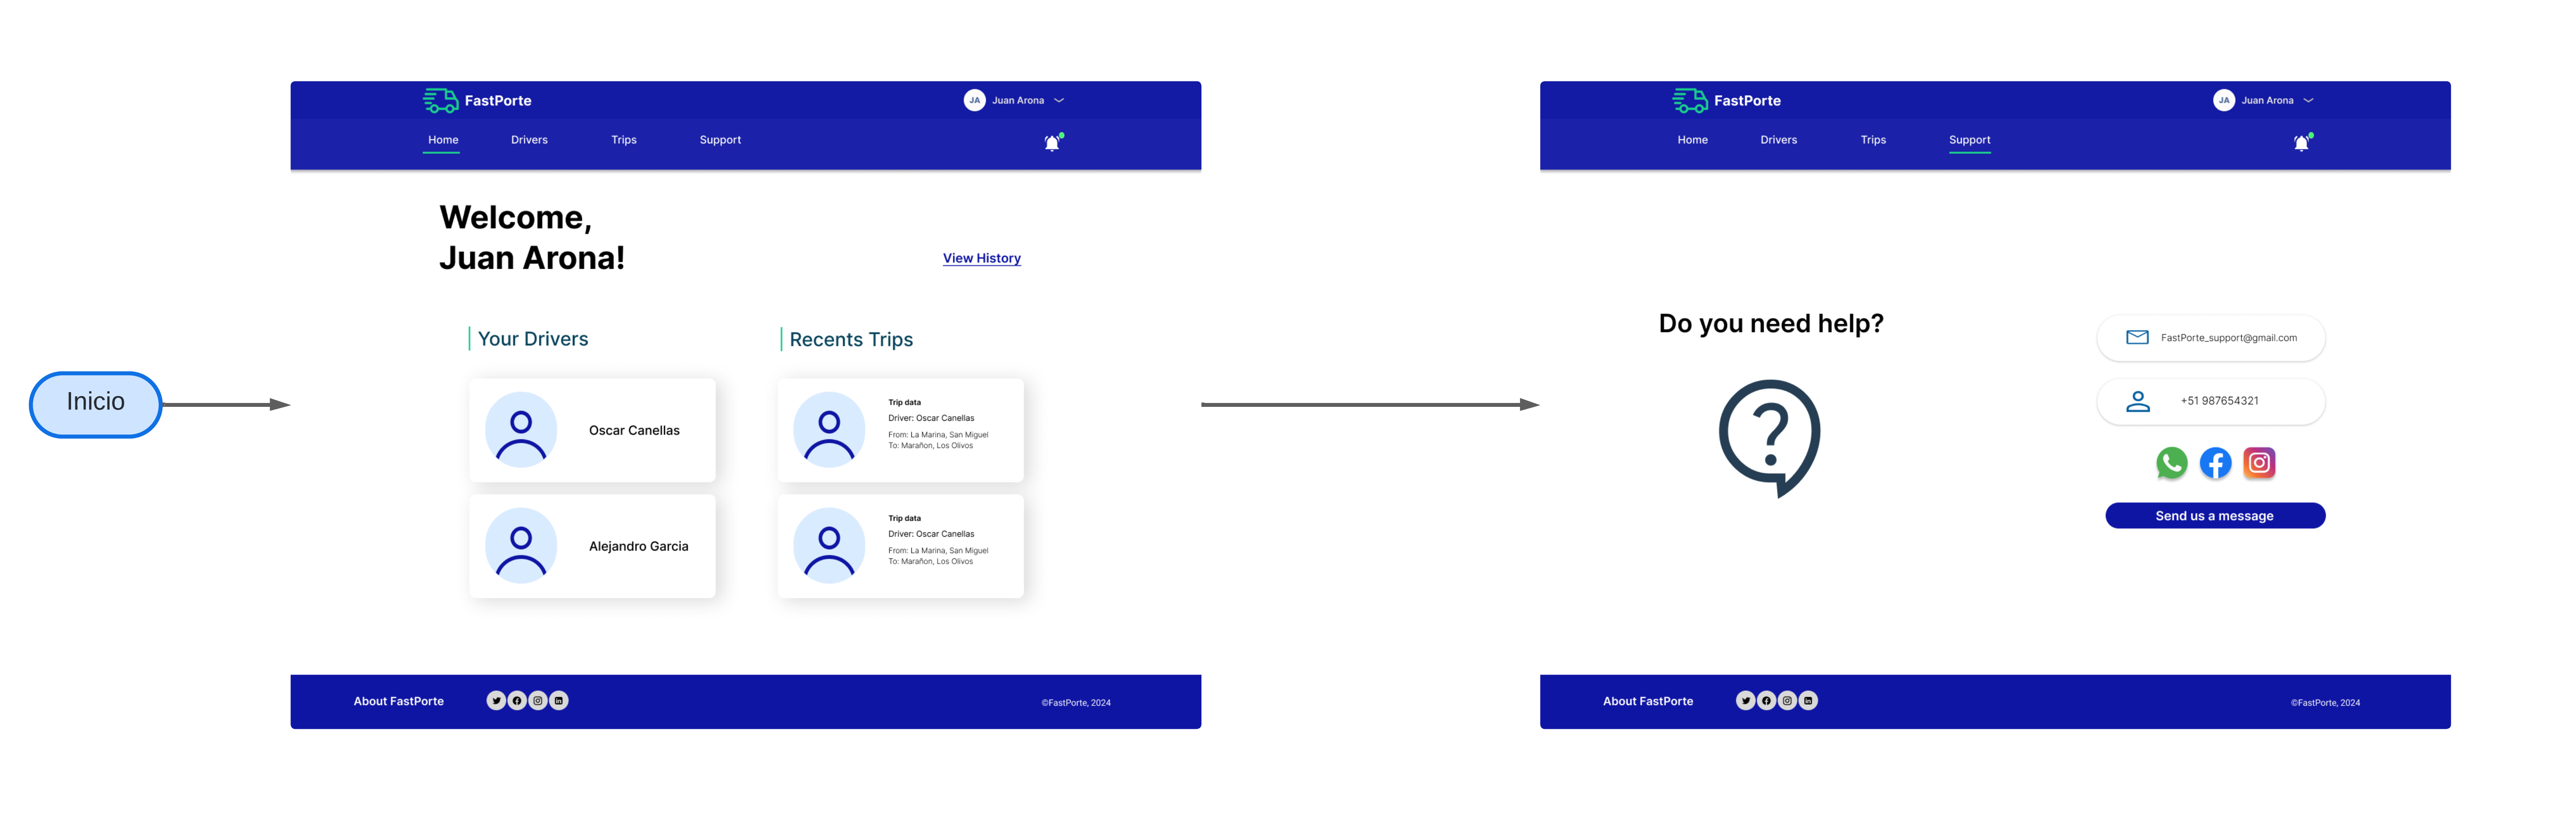 Inicio
FastPorte
JA Juan Arona
Home Drivers Trips Support
Welcome,
Juan Arona!
View History
Your Drivers
Oscar Canellas
Alejandro Garcia
Recents Trips
Trip data
Driver: Oscar Canellas
From: La Marina, San Miguel
To: Marañon, Los Olivos
Trip data
Driver: Oscar Canellas
From: La Marina, San Miguel
To: Marañon, Los Olivos
About FastPorte
©FastPorte, 2024
FastPorte
JA Juan Arona
Home Drivers Trips Support
Do you need help?
FastPorte_support@gmail.com
+51 987654321
Send us a message
About FastPorte
©FastPorte, 2024